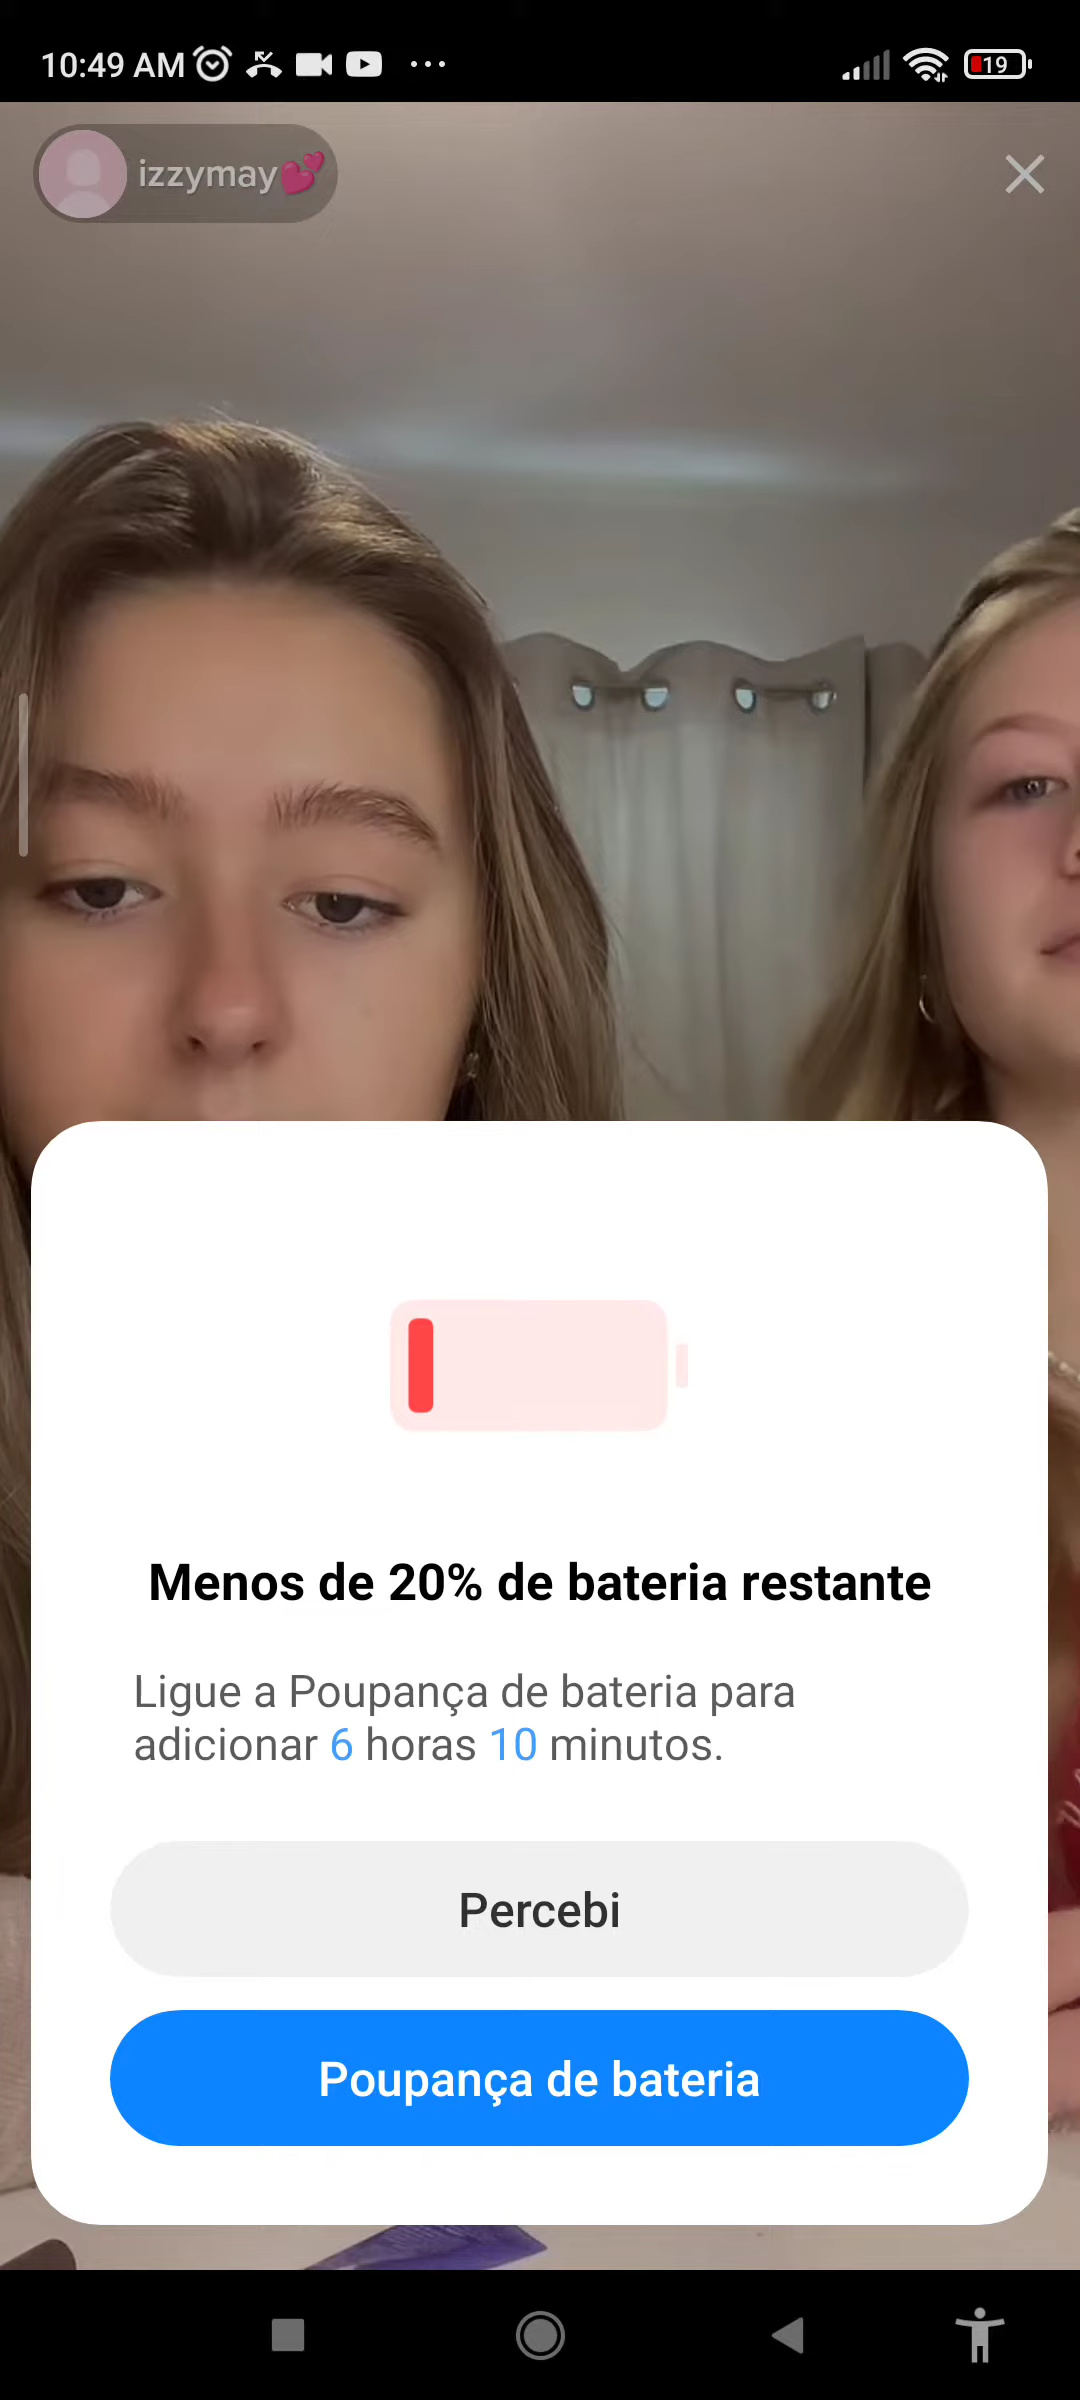 10:49 AM
19
izzymay💕
Menos de 20% de bateria restante
Ligue a Poupança de bateria para
adicionar 6 horas 10 minutos.
Percebi
Poupança de bateria